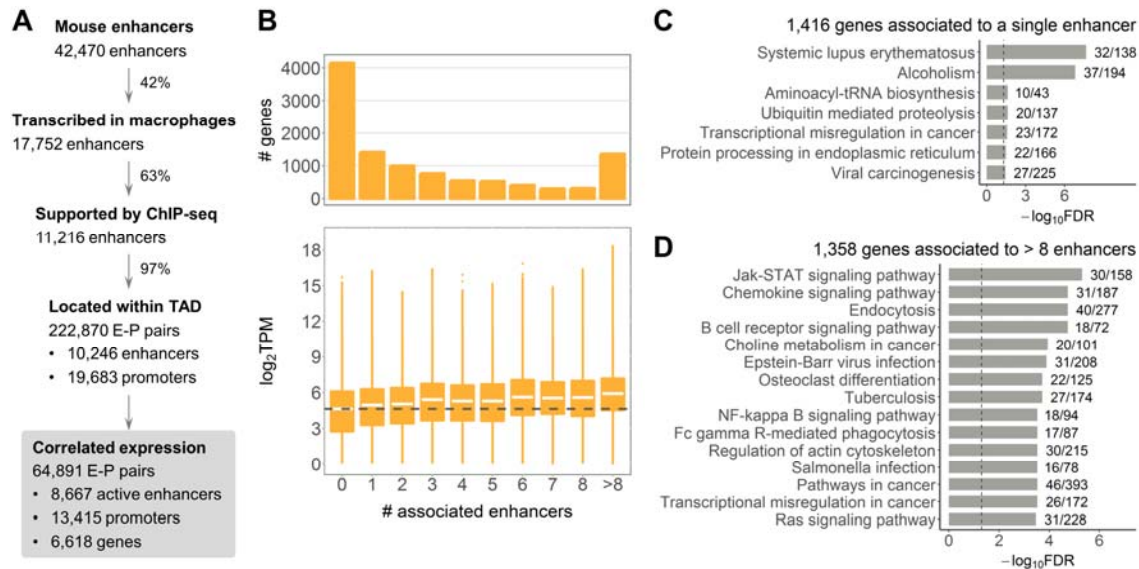 A
Mouse enhancers
42,470 enhancers
42%
Transcribed in macrophages
17,752 enhancers
63%
Supported by ChIP-seq
11,216 enhancers
97%
Located within TAD
222,870 E-P pairs
• 10,246 enhancers
• 19,683 promoters
Correlated expression
64,891 E-P pairs
• 8,667 active enhancers
• 13,415 promoters
• 6,618 genes
B
# genes
4000
3000
2000
1000
0
log2TPM
18
15
12
9
6
3
0
0 1 2 3 4 5 6 7 8 >8
# associated enhancers
C
1,416 genes associated to a single enhancer
Systemic lupus erythematosus 32/138
Alcoholism 37/194
Aminoacyl-tRNA biosynthesis 10/43
Ubiquitin mediated proteolysis 20/137
Transcriptional misregulation in cancer 23/172
Protein processing in endoplasmic reticulum 22/166
Viral carcinogenesis 27/225
0 3 6
−log10FDR
D
1,358 genes associated to > 8 enhancers
Jak-STAT signaling pathway 30/158
Chemokine signaling pathway 31/187
Endocytosis 40/277
B cell receptor signaling pathway 18/72
Choline metabolism in cancer 20/101
Epstein-Barr virus infection 31/208
Osteoclast differentiation 22/125
Tuberculosis 27/174
NF-kappa B signaling pathway 18/94
Fc gamma R-mediated phagocytosis 17/87
Regulation of actin cytoskeleton 30/215
Salmonella infection 16/78
Pathways in cancer 46/393
Transcriptional misregulation in cancer 26/172
Ras signaling pathway 31/228
0 2 4 6
−log10FDR